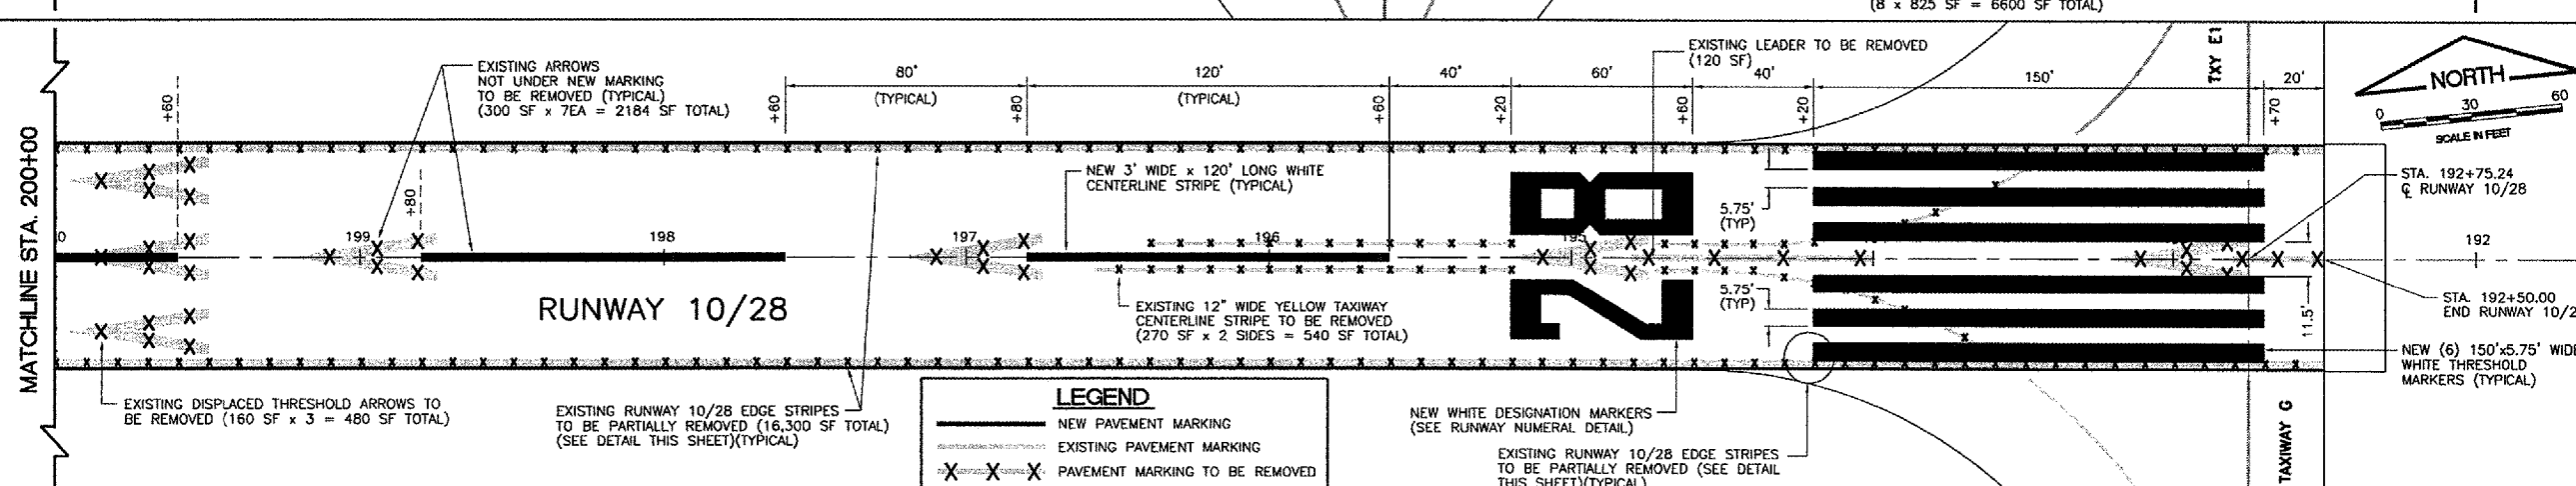 (8 x 825 SF = 6600 SF TOTAL)
EXISTING ARROWS
NOT UNDER NEW MARKING
TO BE REMOVED (TYPICAL)
(300 SF x 7EA = 2184 SF TOTAL)
EXISTING LEADER TO BE REMOVED
(120 SF)
80'
(TYPICAL)
120'
(TYPICAL)
40'
60'
40'
150'
20'
TXY E1
NORTH
0 30 60
SCALE IN FEET
+60
+60
+80
+60
+20
+60
+20
+70
MATCHLINE STA. 200+00
+80
NEW 3' WIDE x 120' LONG WHITE
CENTERLINE STRIPE (TYPICAL)
5.75'
(TYP)
STA. 192+75.24
℄ RUNWAY 10/28
0
199
198
197
196
195
192
28
RUNWAY 10/28
EXISTING 12" WIDE YELLOW TAXIWAY
CENTERLINE STRIPE TO BE REMOVED
(270 SF x 2 SIDES = 540 SF TOTAL)
5.75'
(TYP)
11.5'
STA. 192+50.00
END RUNWAY 10/2
NEW (6) 150'x5.75' WIDE
WHITE THRESHOLD
MARKERS (TYPICAL)
EXISTING DISPLACED THRESHOLD ARROWS TO
BE REMOVED (160 SF x 3 = 480 SF TOTAL)
EXISTING RUNWAY 10/28 EDGE STRIPES
TO BE PARTIALLY REMOVED (16,300 SF TOTAL)
(SEE DETAIL THIS SHEET)(TYPICAL)
LEGEND
NEW PAVEMENT MARKING
EXISTING PAVEMENT MARKING
PAVEMENT MARKING TO BE REMOVED
NEW WHITE DESIGNATION MARKERS
(SEE RUNWAY NUMERAL DETAIL)
EXISTING RUNWAY 10/28 EDGE STRIPES
TO BE PARTIALLY REMOVED (SEE DETAIL
THIS SHEET)(TYPICAL)
TAXIWAY G